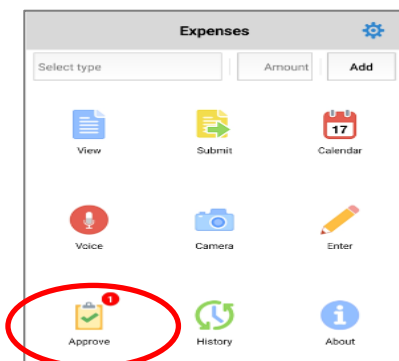 Expenses
Select type Amount Add
17
View Submit Calendar
Voice Camera Enter
1
Approve History About